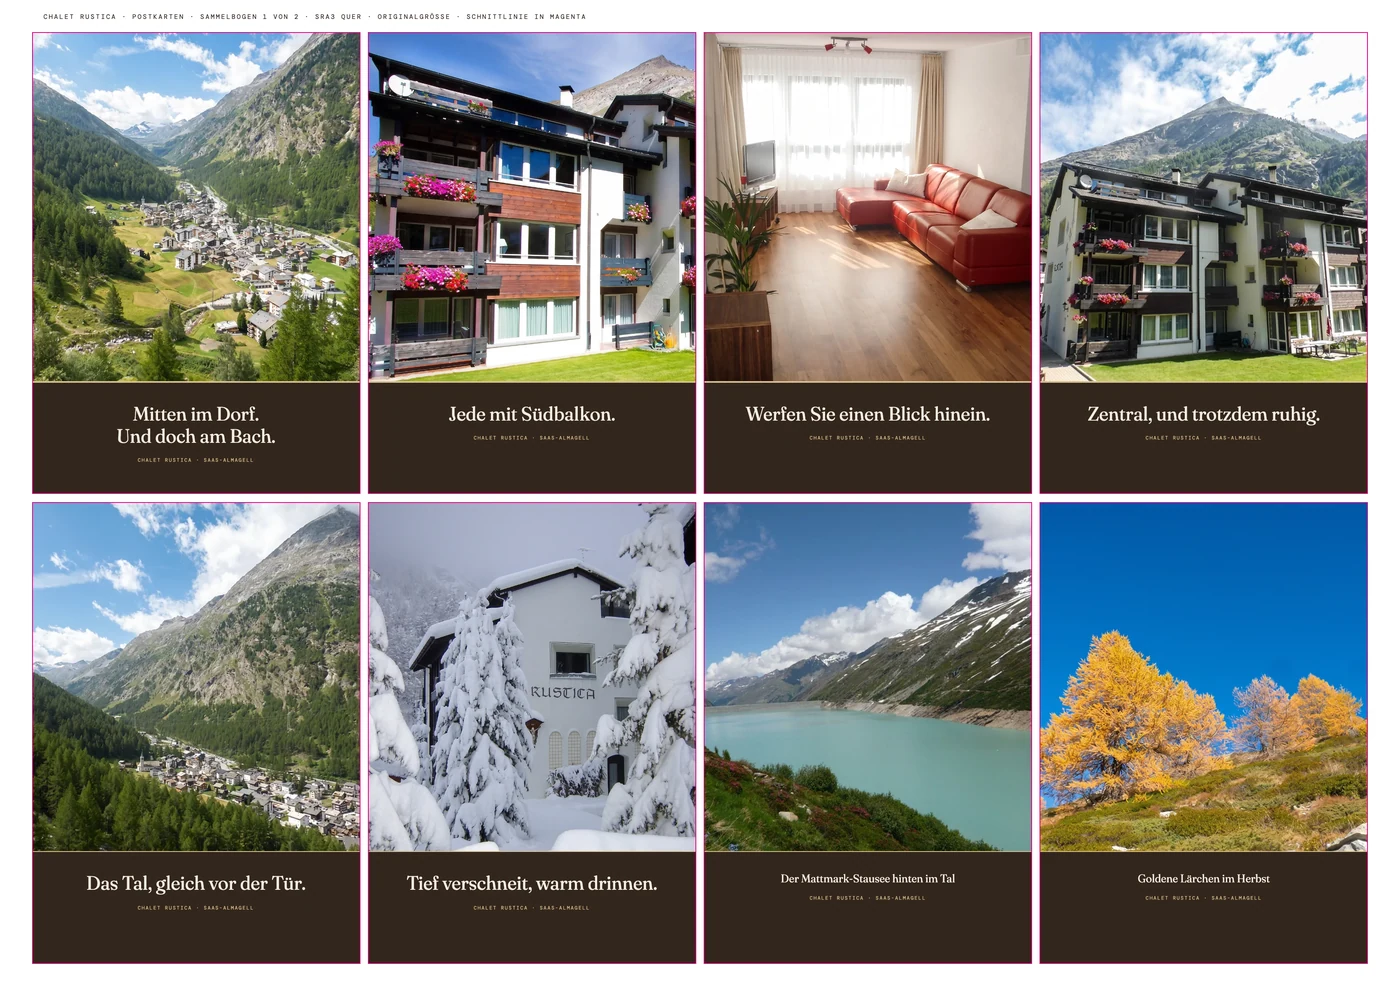 CHALET RUSTICA · POSTKARTEN · SAMMELBOGEN 1 VON 2 · SRA3 QUER · ORIGINALGRÖSSE · SCHNITTLINIE IN MAGENTA
Mitten im Dorf.
Und doch am Bach.
CHALET RUSTICA · SAAS-ALMAGELL
Jede mit Südbalkon.
CHALET RUSTICA · SAAS-ALMAGELL
Werfen Sie einen Blick hinein.
CHALET RUSTICA · SAAS-ALMAGELL
Zentral, und trotzdem ruhig.
CHALET RUSTICA · SAAS-ALMAGELL
Das Tal, gleich vor der Tür.
CHALET RUSTICA · SAAS-ALMAGELL
RUSTICA
Tief verschneit, warm drinnen.
CHALET RUSTICA · SAAS-ALMAGELL
Der Mattmark-Stausee hinten im Tal
CHALET RUSTICA · SAAS-ALMAGELL
Goldene Lärchen im Herbst
CHALET RUSTICA · SAAS-ALMAGELL